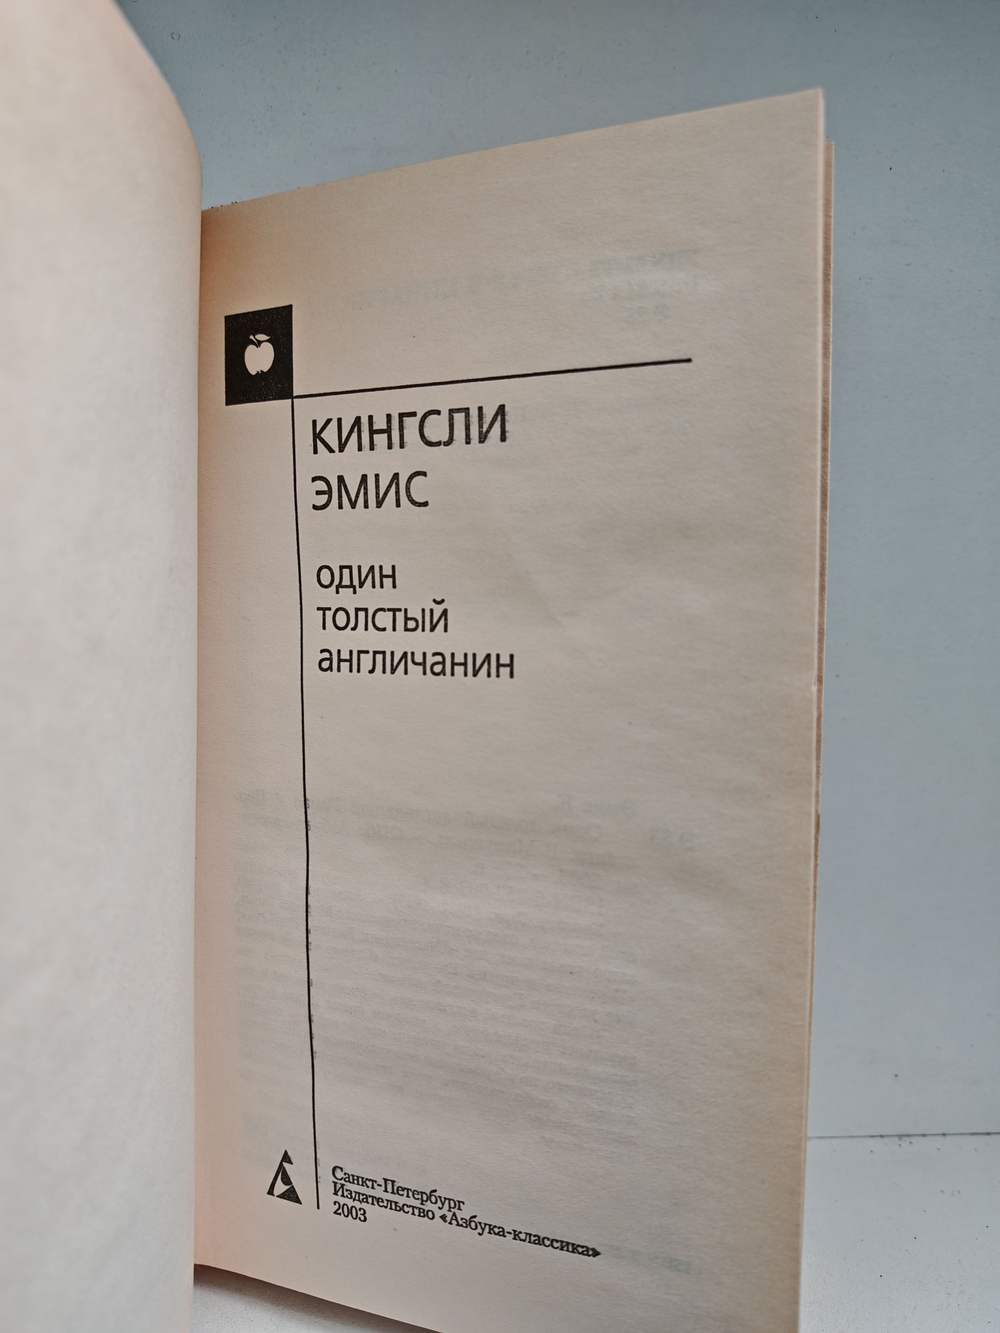 КИНГСЛИ
ЭМИС
один
толстый
англичанин
Санкт-Петербург
Издательство «Азбука-классика»
2003